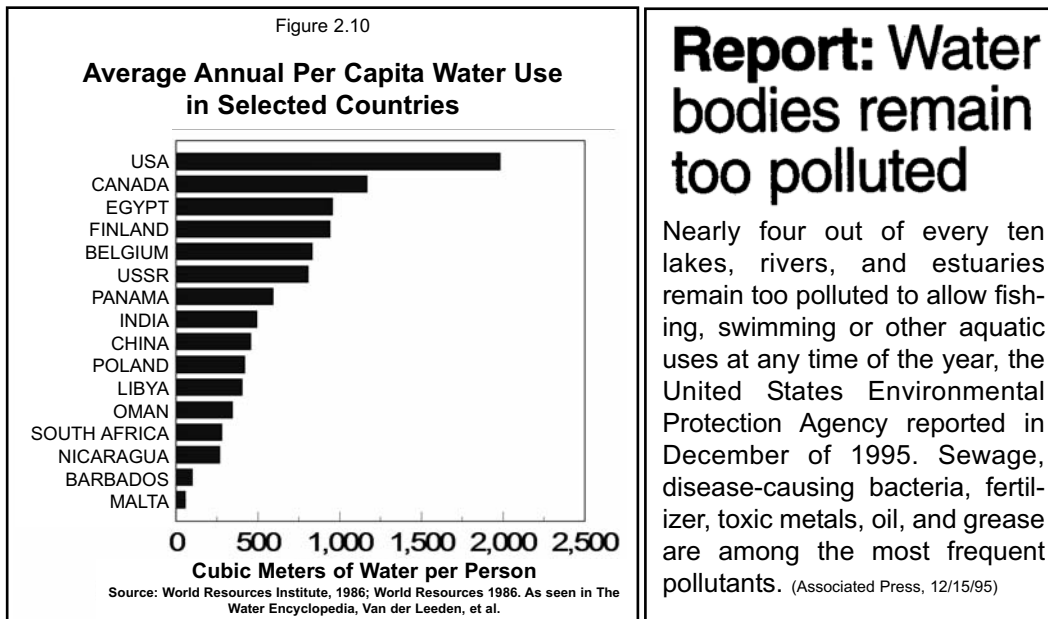 Figure 2.10
Average Annual Per Capita Water Use
in Selected Countries
USA
CANADA
EGYPT
FINLAND
BELGIUM
USSR
PANAMA
INDIA
CHINA
POLAND
LIBYA
OMAN
SOUTH AFRICA
NICARAGUA
BARBADOS
MALTA
0 500 1,000 1,500 2,000 2,500
Cubic Meters of Water per Person
Source: World Resources Institute, 1986; World Resources 1986. As seen in The
Water Encyclopedia, Van der Leeden, et al.
Report: Water
bodies remain
too polluted
Nearly four out of every ten
lakes, rivers, and estuaries
remain too polluted to allow fish-
ing, swimming or other aquatic
uses at any time of the year, the
United States Environmental
Protection Agency reported in
December of 1995. Sewage,
disease-causing bacteria, fertil-
izer, toxic metals, oil, and grease
are among the most frequent
pollutants. (Associated Press, 12/15/95)